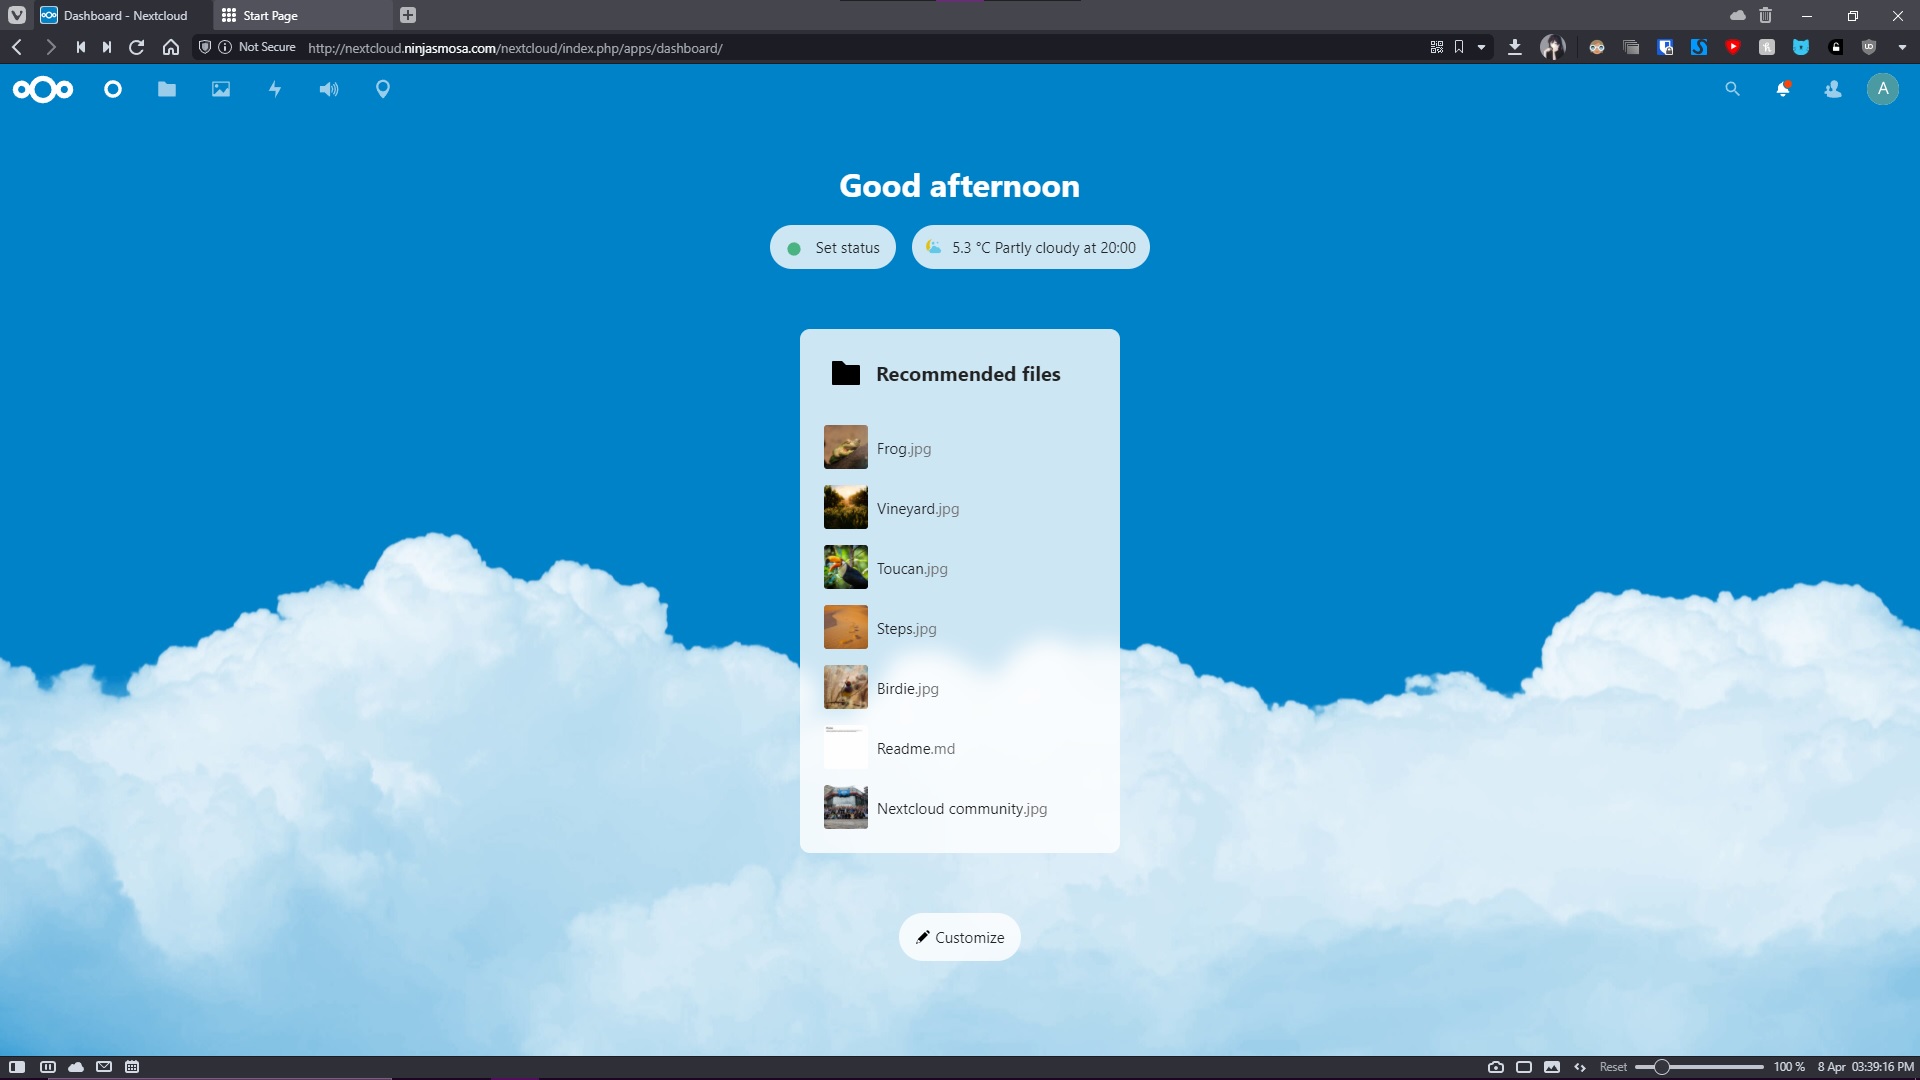 Dashboard - Nextcloud
Start Page
Not Secure
http://nextcloud.ninjasmosa.com/nextcloud/index.php/apps/dashboard/
A
Good afternoon
Set status
5.3 °C Partly cloudy at 20:00
Recommended files
Frog.jpg
Vineyard.jpg
Toucan.jpg
Steps.jpg
Birdie.jpg
Readme.md
Nextcloud community.jpg
Customize
Reset
100 %
8 Apr 03:39:16 PM